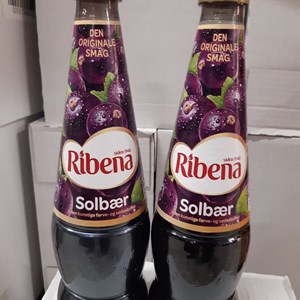 DEN
ORIGINALE
SMAG
Ribena
Solbær
DEN
ORIGINALE
SMAG
Ribena
Solbær